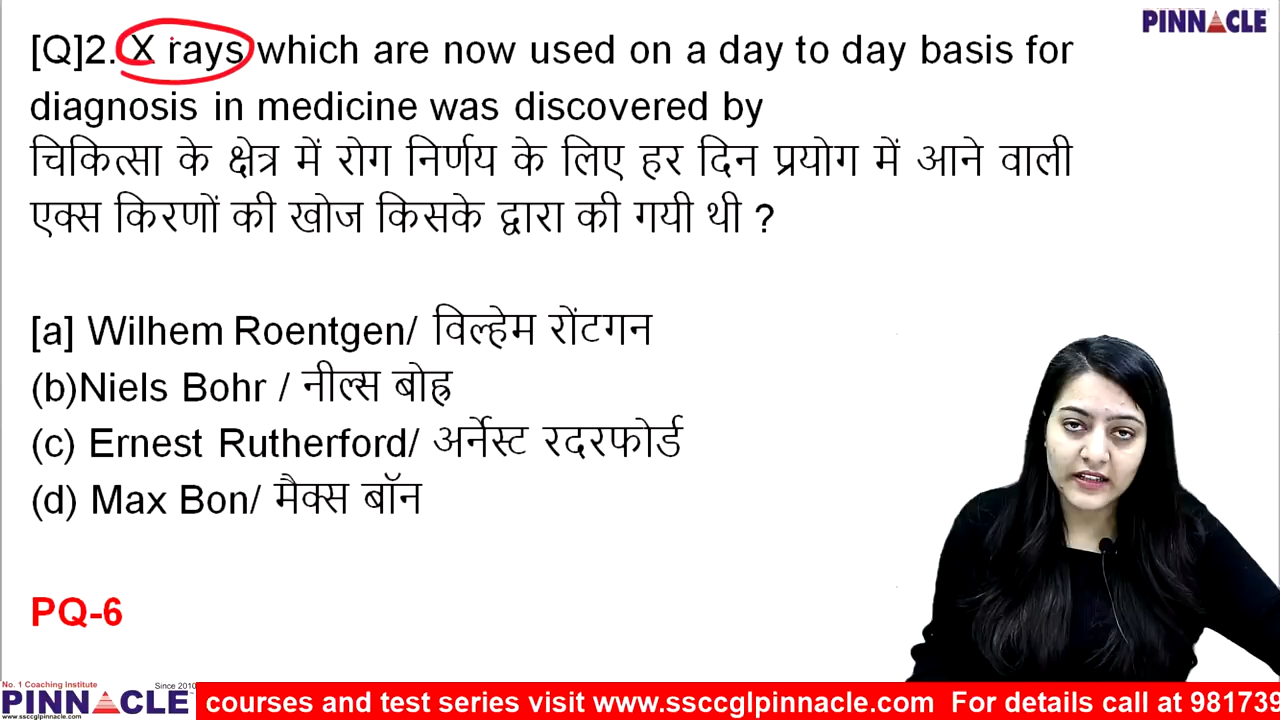 PINNACLE
[Q]2. X rays which are now used on a day to day basis for
diagnosis in medicine was discovered by
चिकित्सा के क्षेत्र में रोग निर्णय के लिए हर दिन प्रयोग में आने वाली
एक्स किरणों की खोज किसके द्वारा की गयी थी ?
[a] Wilhem Roentgen/ विल्हेम रोंटगन
(b)Niels Bohr / नील्स बोह्र
(c) Ernest Rutherford/ अर्नेस्ट रदरफोर्ड
(d) Max Bon/ मैक्स बॉन
PQ-6
No. 1 Coaching Institute Since 2010
PINNACLE
www.ssccglpinnacle.com
courses and test series visit www.ssccglpinnacle.com For details call at 981739